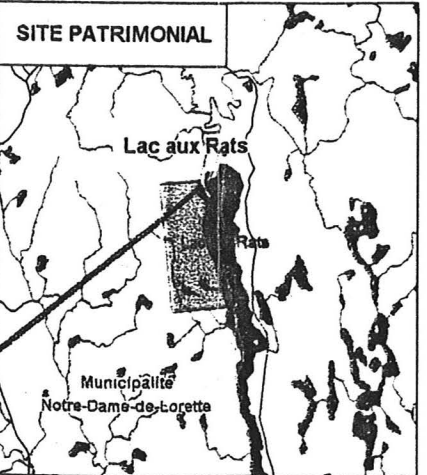 SITE PATRIMONIAL
Lac aux Rats
Rats
Municipalité
Notre-Dame-de-Lorette